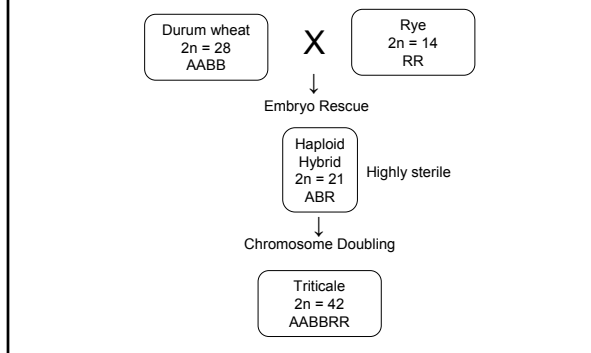 Durum wheat
2n = 28
AABB
X
Rye
2n = 14
RR
Embryo Rescue
Haploid
Hybrid
2n = 21
ABR
Highly sterile
Chromosome Doubling
Triticale
2n = 42
AABBRR